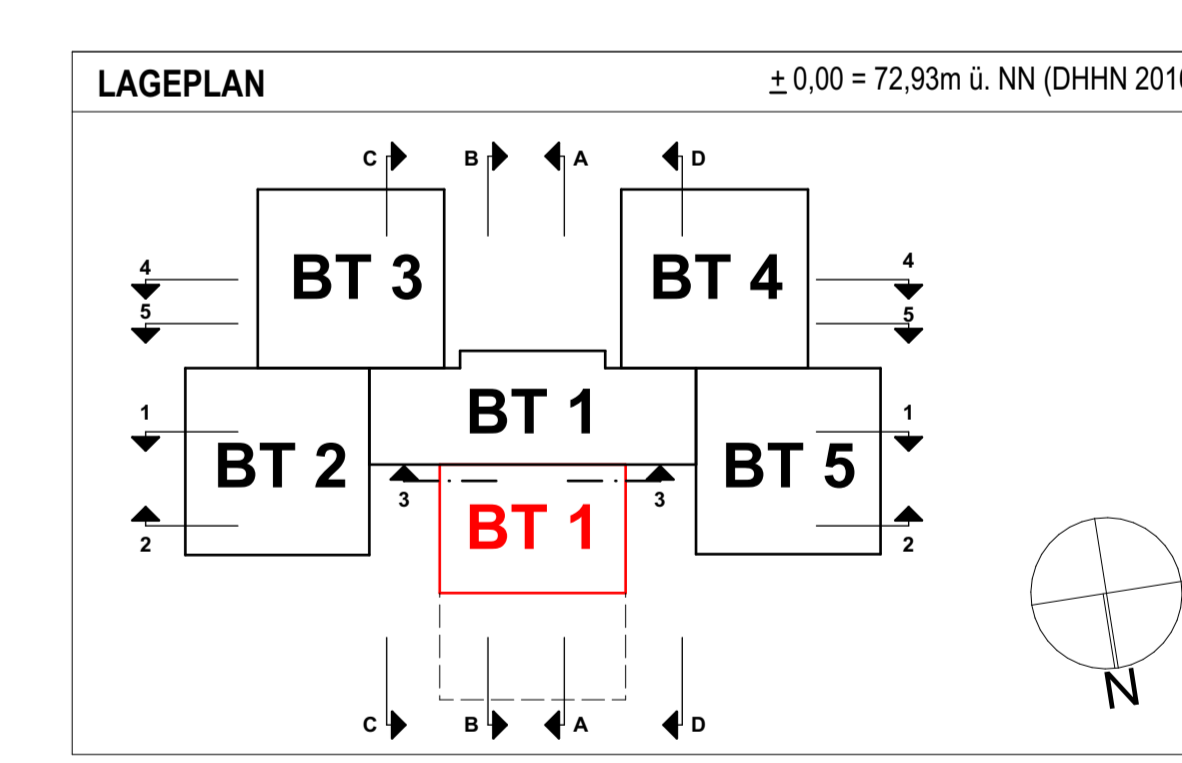 LAGEPLAN
± 0,00 = 72,93m ü. NN (DHHN 201
C B A D
BT 3 BT 4
4 4
5 5
BT 1
1 1
BT 2 BT 5
3 3
BT 1
2 2
N
C B A D